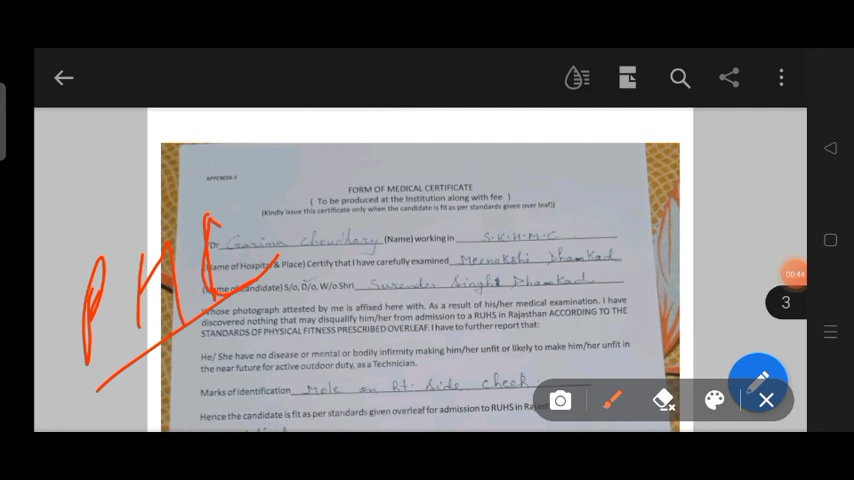 APPENDIX-2
FORM OF MEDICAL CERTIFICATE
( To be produced at the Institution along with fee )
(Kindly issue this certificate only when the candidate is fit as per standards given over leaf)
Dr Garima Choudhary (Name) working in S.K.H.M.C
(Name of Hospital & Place) Certify that I have carefully examined Meenakshi Dhamkad
(Name of candidate) S/o, D/o, W/o Shri Surender Singh Dhamkad
Whose photograph attested by me is affixed here with. As a result of his/her medical examination. I have
discovered nothing that may disqualify him/her from admission to a RUHS in Rajasthan ACCORDING TO THE
STANDARDS OF PHYSICAL FITNESS PRESCRIBED OVERLEAF. I have to further report that:
He/ She have no disease or mental or bodily infirmity making him/her unfit or likely to make him/her unfit in
the near future for active outdoor duty, as a Technician.
Marks of identification Mole on Rt. Side cheek.
Hence the candidate is fit as per standards given overleaf for admission to RUHS in
PHC
00:44
3